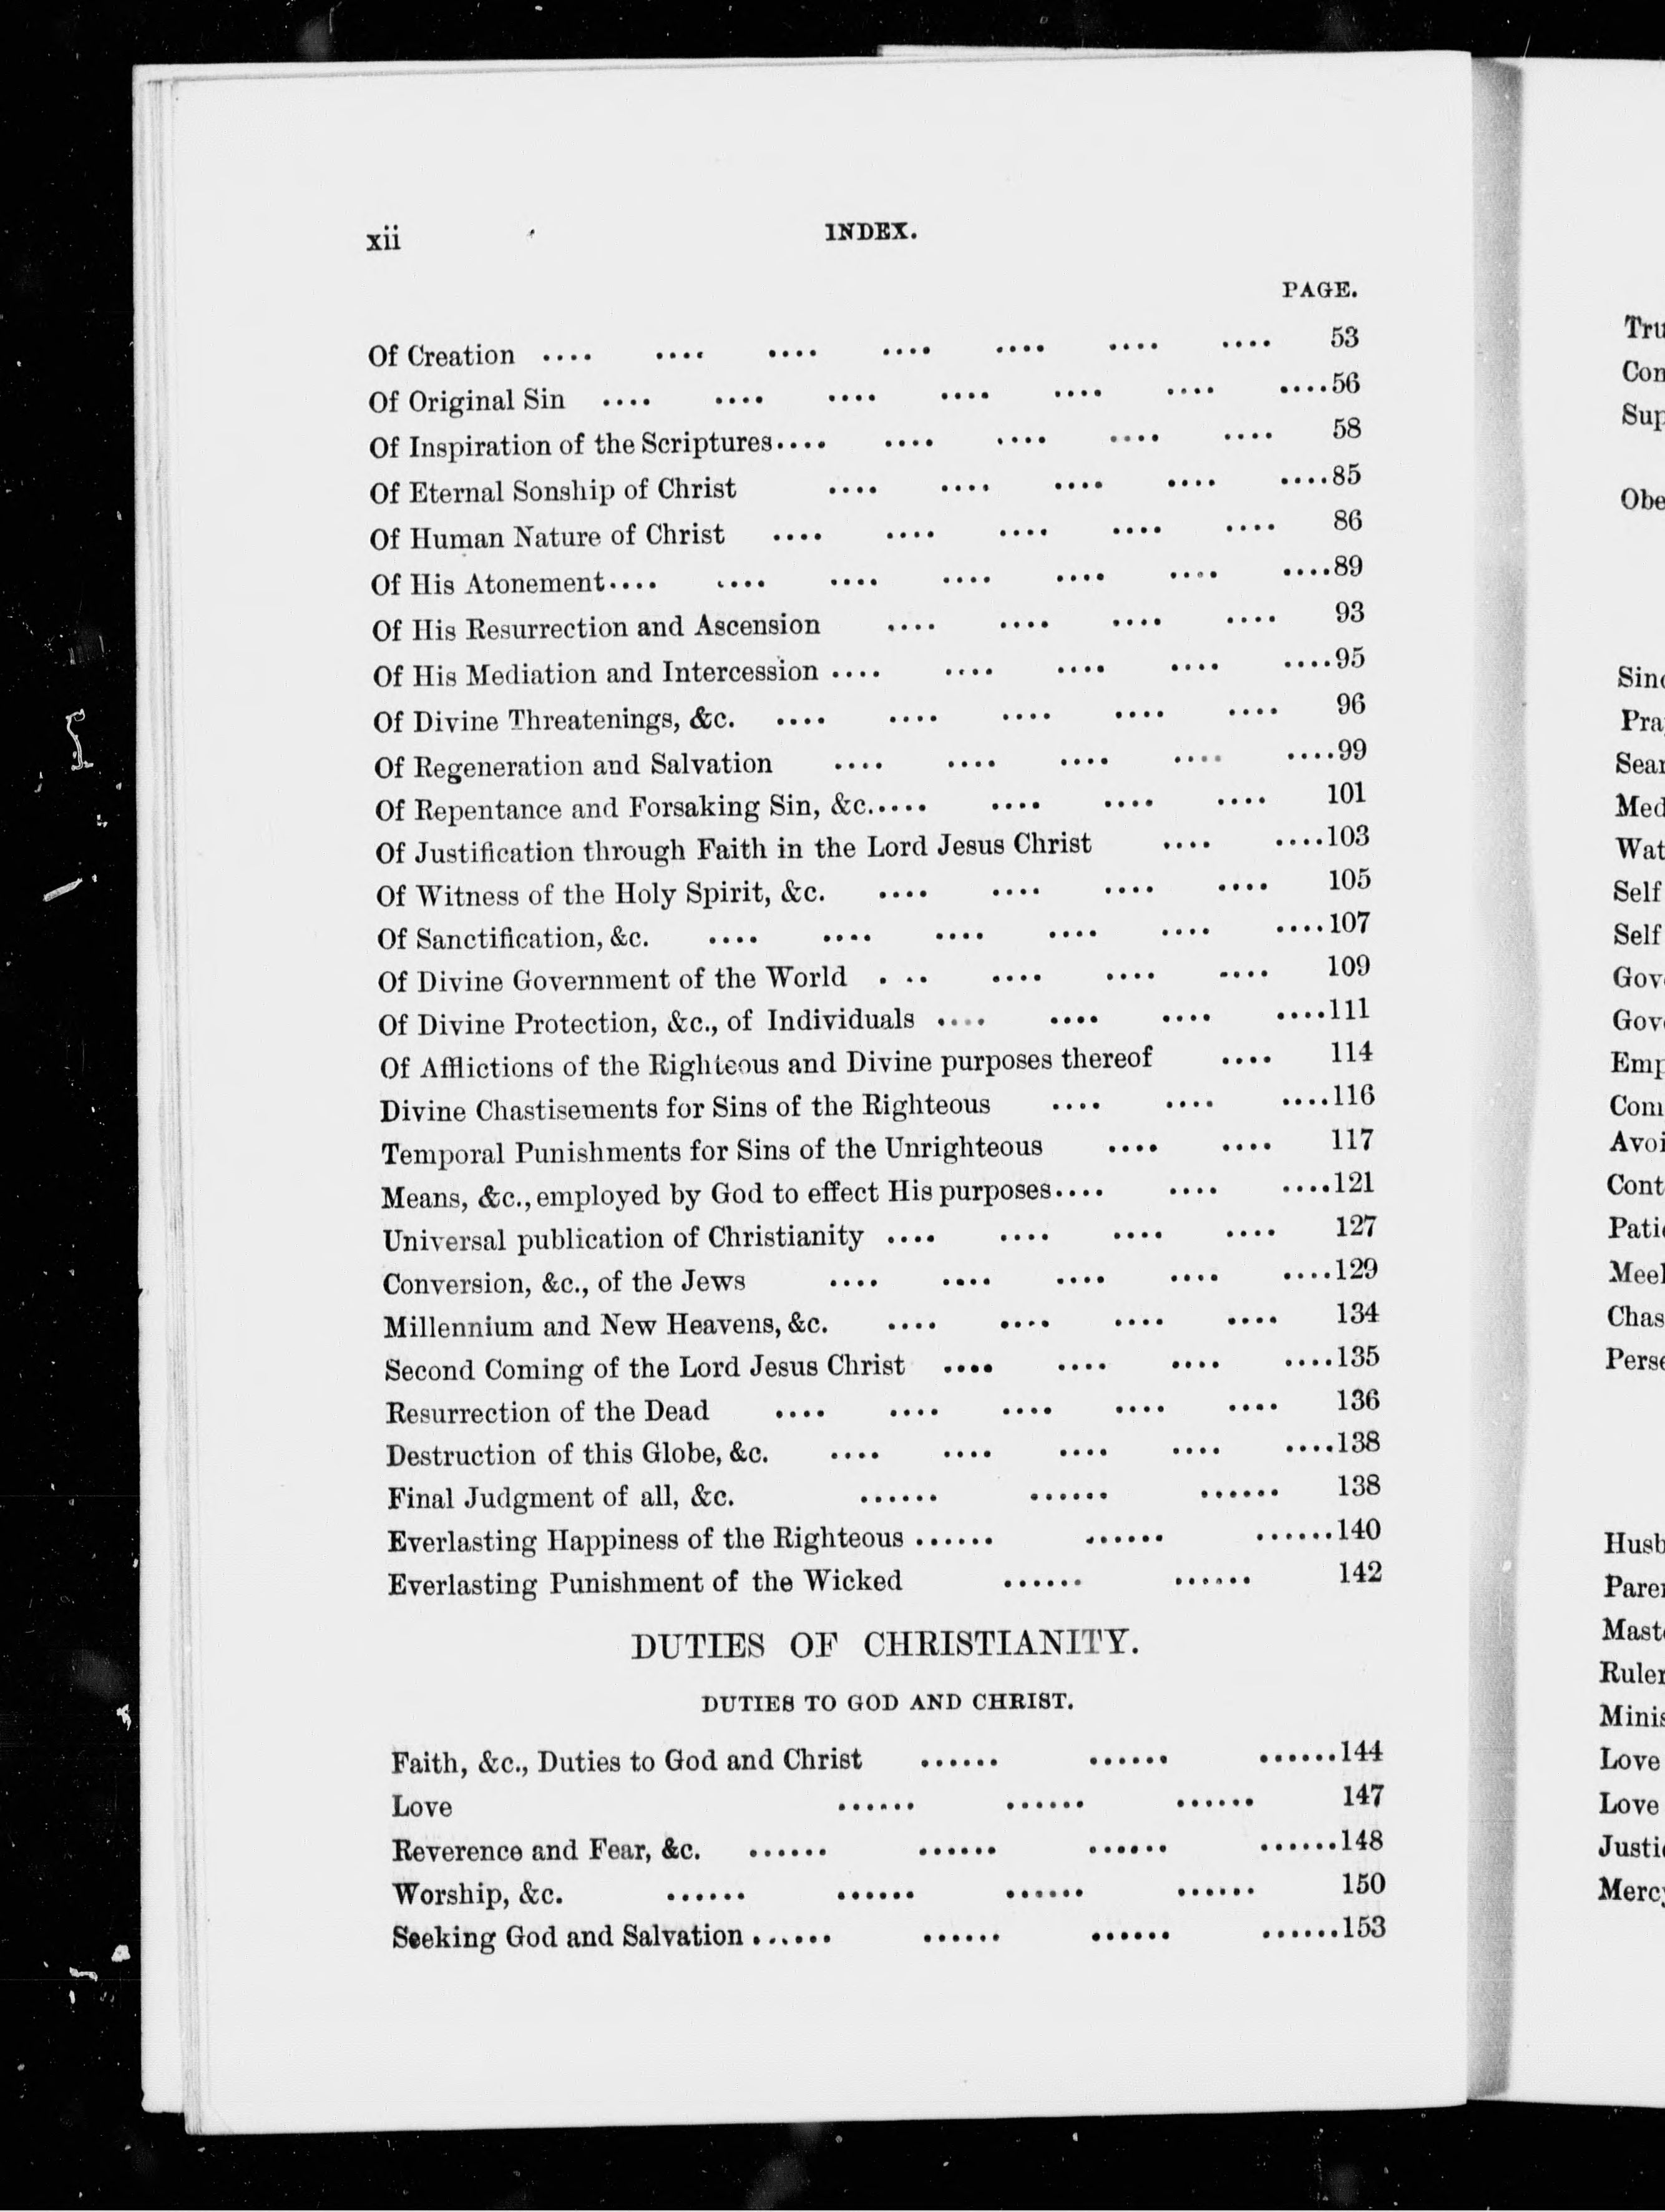 xii
INDEX.
PAGE.
Of Creation .... .... .... .... .... .... .... 53
Of Original Sin .... .... .... .... .... .... ....56
Of Inspiration of the Scriptures.... .... .... .... .... 58
Of Eternal Sonship of Christ .... .... .... .... ....85
Of Human Nature of Christ .... .... .... .... .... 86
Of His Atonement.... .... .... .... .... .... ....89
Of His Resurrection and Ascension .... .... .... .... 93
Of His Mediation and Intercession .... .... .... .... ....95
Of Divine Threatenings, &c. .... .... .... .... .... 96
Of Regeneration and Salvation .... .... .... .... ....99
Of Repentance and Forsaking Sin, &c..... .... .... .... 101
Of Justification through Faith in the Lord Jesus Christ .... ....103
Of Witness of the Holy Spirit, &c. .... .... .... .... 105
Of Sanctification, &c. .... .... .... .... .... ....107
Of Divine Government of the World . .. .... .... .... 109
Of Divine Protection, &c., of Individuals .... .... .... ....111
Of Afflictions of the Righteous and Divine purposes thereof .... 114
Divine Chastisements for Sins of the Righteous .... .... ....116
Temporal Punishments for Sins of the Unrighteous .... .... 117
Means, &c., employed by God to effect His purposes.... .... ....121
Universal publication of Christianity .... .... .... .... 127
Conversion, &c., of the Jews .... .... .... .... ....129
Millennium and New Heavens, &c. .... .... .... .... 134
Second Coming of the Lord Jesus Christ .... .... .... ....135
Resurrection of the Dead .... .... .... .... .... 136
Destruction of this Globe, &c. .... .... .... .... ....138
Final Judgment of all, &c. ...... ...... ...... 138
Everlasting Happiness of the Righteous ...... ...... ......140
Everlasting Punishment of the Wicked ...... ...... 142
DUTIES OF CHRISTIANITY.
DUTIES TO GOD AND CHRIST.
Faith, &c., Duties to God and Christ ...... ...... ......144
Love ...... ...... ...... 147
Reverence and Fear, &c. ...... ...... ...... ......148
Worship, &c. ...... ...... ...... ...... 150
Seeking God and Salvation ...... ...... ...... ......153
Self
Self
Love
Love